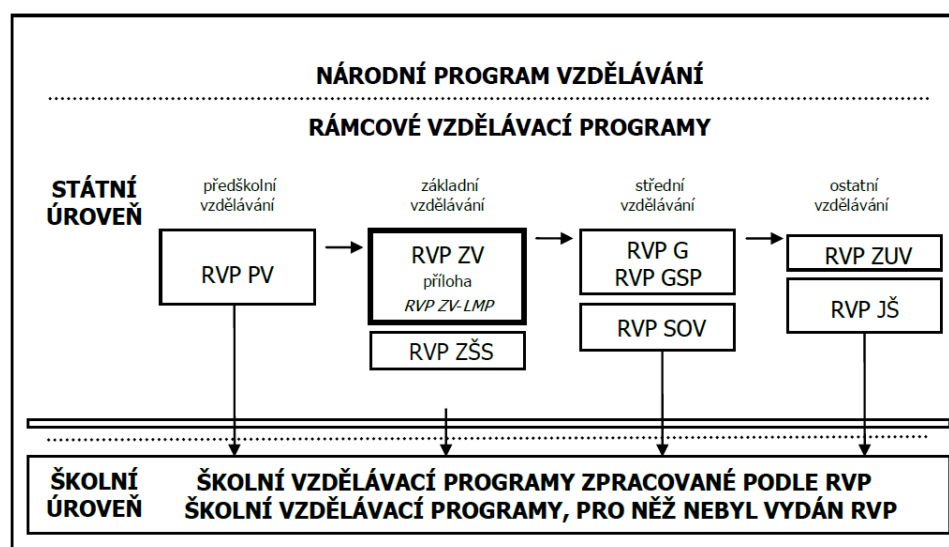 NÁRODNÍ PROGRAM VZDĚLÁVÁNÍ
RÁMCOVÉ VZDĚLÁVACÍ PROGRAMY
STÁTNÍ
ÚROVEŇ
předškolní
vzdělávání
základní
vzdělávání
střední
vzdělávání
ostatní
vzdělávání
RVP PV
RVP ZV
příloha
RVP ZV-LMP
RVP ZŠS
RVP G
RVP GSP
RVP SOV
RVP ZUV
RVP JŠ
ŠKOLNÍ
ÚROVEŇ
ŠKOLNÍ VZDĚLÁVACÍ PROGRAMY ZPRACOVANÉ PODLE RVP
ŠKOLNÍ VZDĚLÁVACÍ PROGRAMY, PRO NĚŽ NEBYL VYDÁN RVP